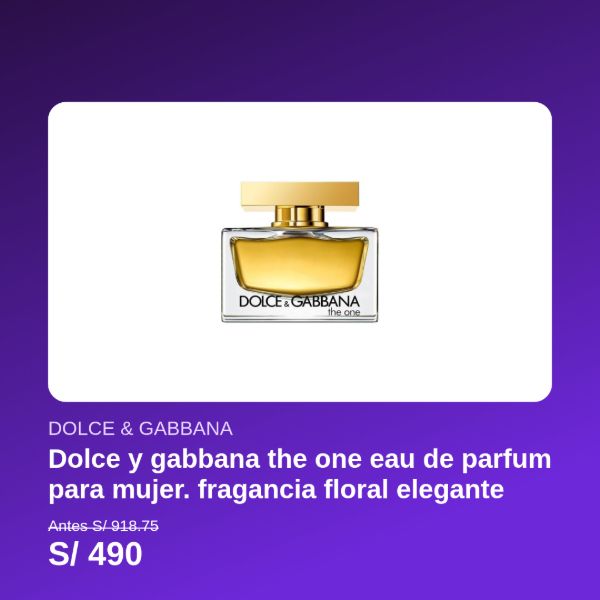 DOLCE & GABBANA
the one
DOLCE & GABBANA
Dolce y gabbana the one eau de parfum
para mujer. fragancia floral elegante
Antes S/ 918.75
S/ 490